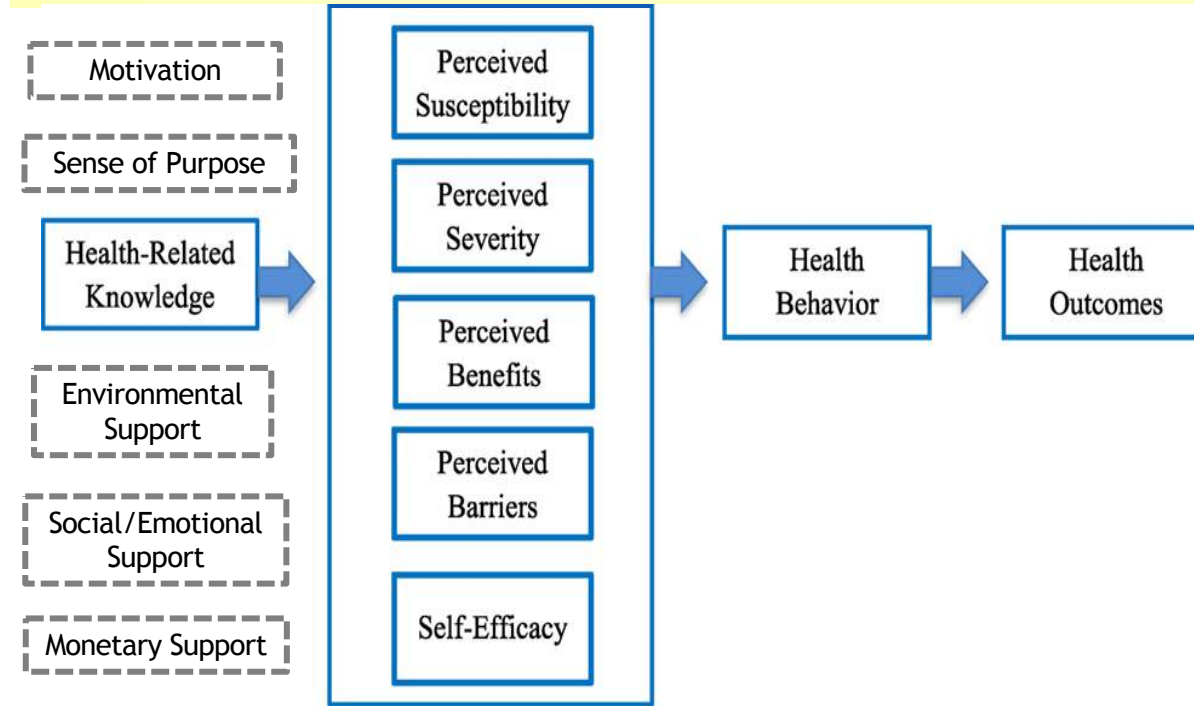 Motivation
Sense of Purpose
Health-Related
Knowledge
Environmental
Support
Social/Emotional
Support
Monetary Support
Perceived
Susceptibility
Perceived
Severity
Perceived
Benefits
Perceived
Barriers
Self-Efficacy
Health
Behavior
Health
Outcomes